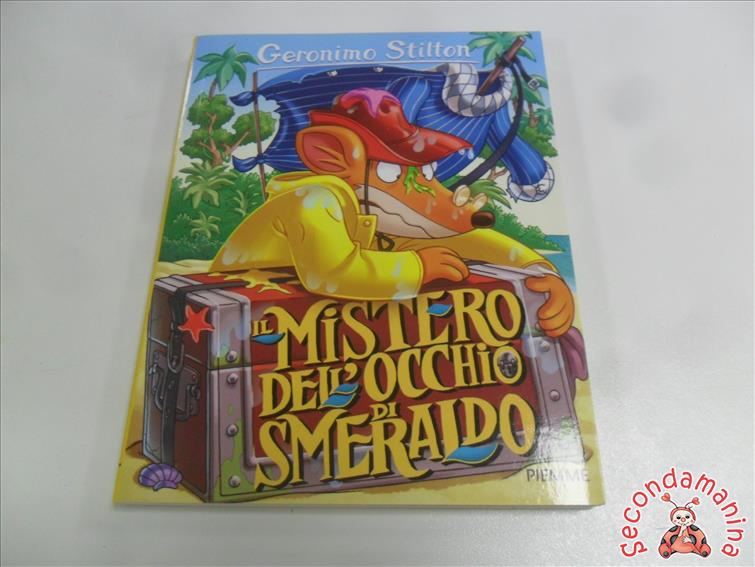 Geronimo Stilton
IL MISTERO
DELL'OCCHIO
DI
SMERALDO
PIEMME
Secondamanina